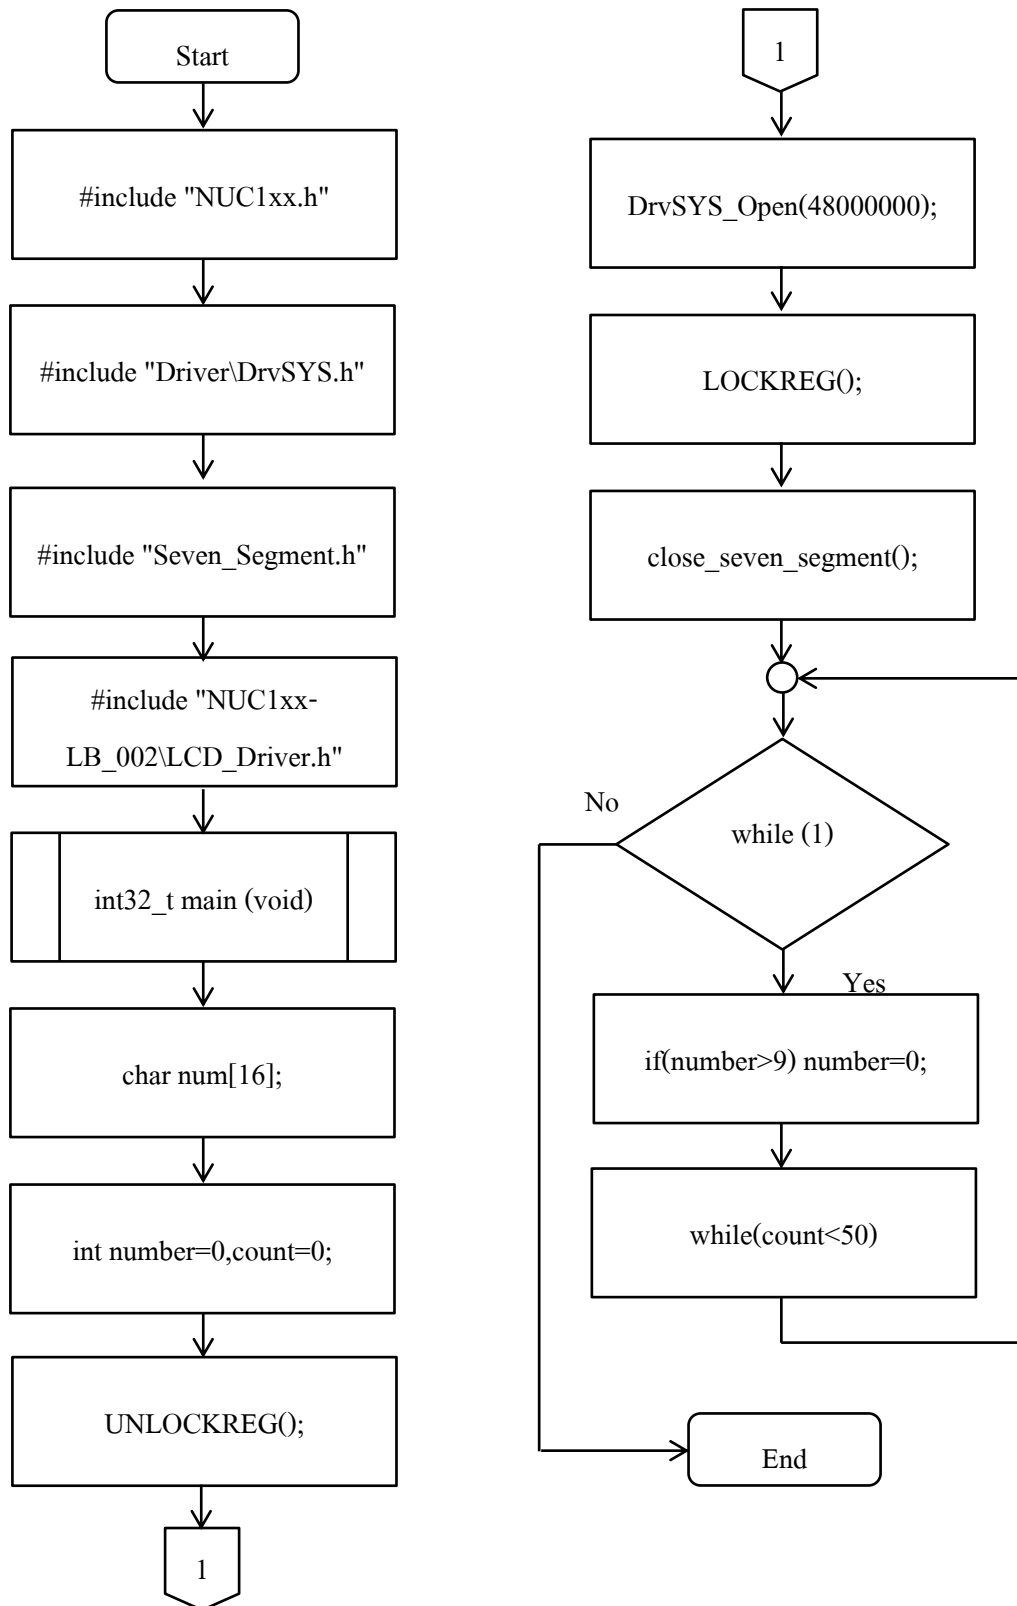 Start
#include "NUC1xx.h"
#include "Driver\DrvSYS.h"
#include "Seven_Segment.h"
#include "NUC1xx-
LB_002\LCD_Driver.h"
int32_t main (void)
char num[16];
int number=0,count=0;
UNLOCKREG();
1
1
DrvSYS_Open(48000000);
LOCKREG();
close_seven_segment();
No
while (1)
Yes
if(number>9) number=0;
while(count<50)
End